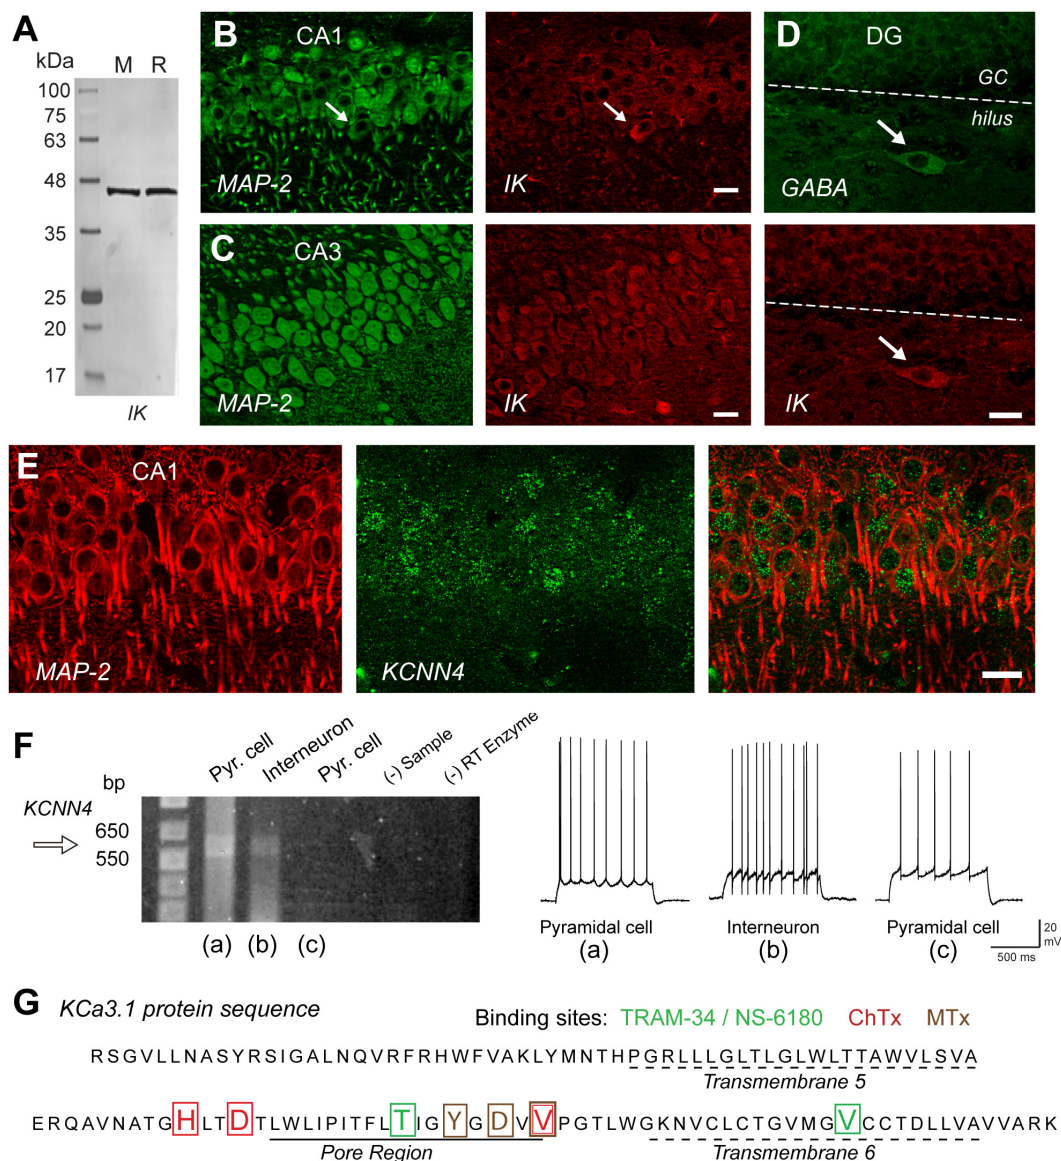 A
kDa
M R
100
75
63
48
35
25
20
17
IK
B
CA1
MAP-2
IK
D
DG
GC
hilus
GABA
C
CA3
MAP-2
IK
IK
E
CA1
MAP-2
KCNN4
F
Pyr. cell
Interneuron
Pyr. cell
(-) Sample
(-) RT Enzyme
bp
KCNN4
650
550
(a) (b) (c)
Pyramidal cell
(a)
Interneuron
(b)
Pyramidal cell
(c)
20
mV
500 ms
G KCa3.1 protein sequence
Binding sites: TRAM-34 / NS-6180 ChTx MTx
RSGVLLNASYRSIGALNQVRFRHWFVAKLYMNTHPGRLLLGLTLGLWLTTAWVLSVA
Transmembrane 5
ERQAVNATGHLTDTLWLIPITFLTIGYGDVVPGTLWGKNVCLCTGVMGVCCTDLLVAVVARK
Pore Region
Transmembrane 6